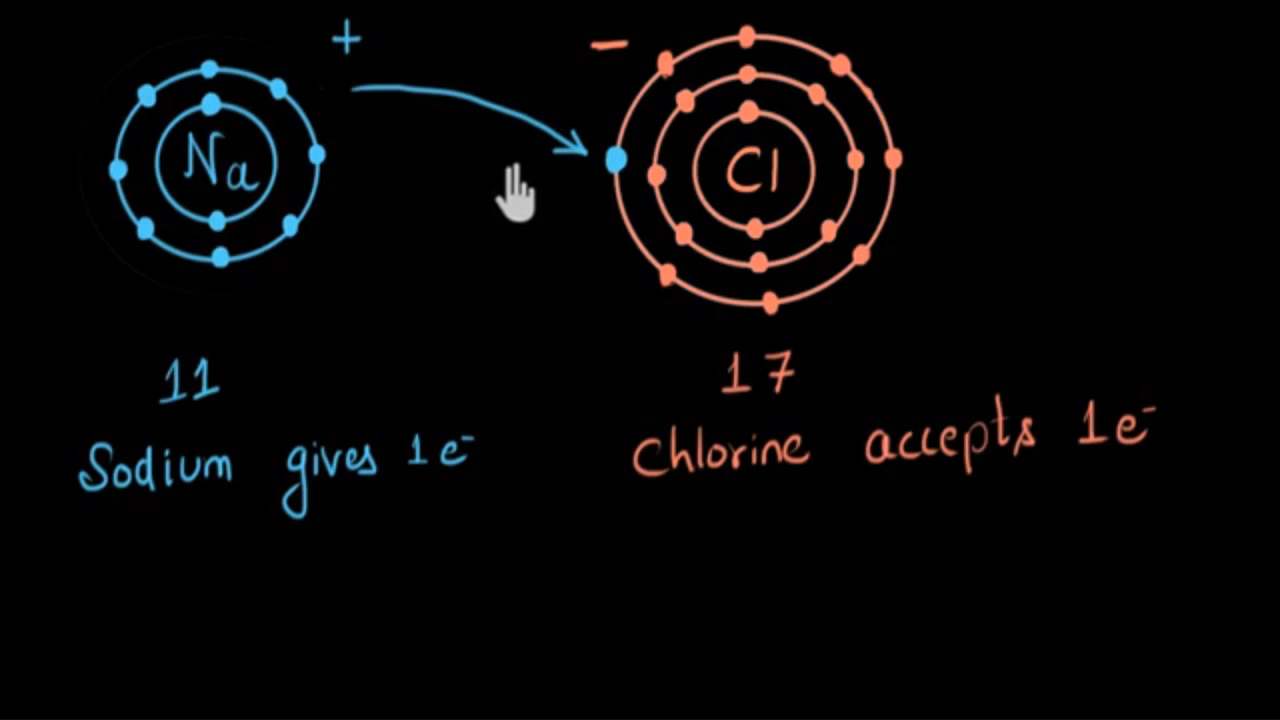 + −
Na Cl
11 17
Sodium gives 1e⁻ Chlorine accepts 1e⁻